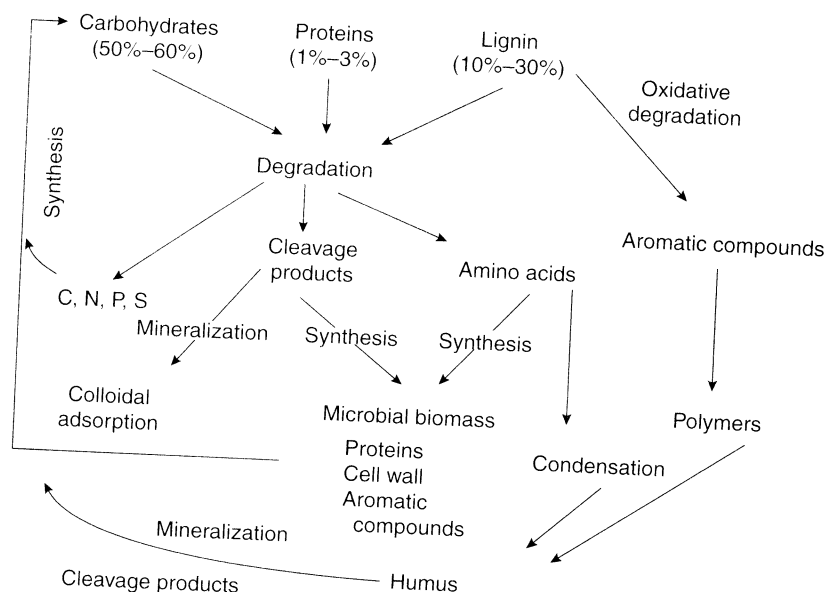 Carbohydrates
(50%–60%)
Proteins
(1%–3%)
Lignin
(10%–30%)
Oxidative
degradation
Synthesis
Degradation
Aromatic compounds
Cleavage
products
Amino acids
C, N, P, S
Mineralization
Synthesis
Synthesis
Colloidal
adsorption
Microbial biomass
Proteins
Cell wall
Aromatic
compounds
Polymers
Condensation
Mineralization
Cleavage products
Humus